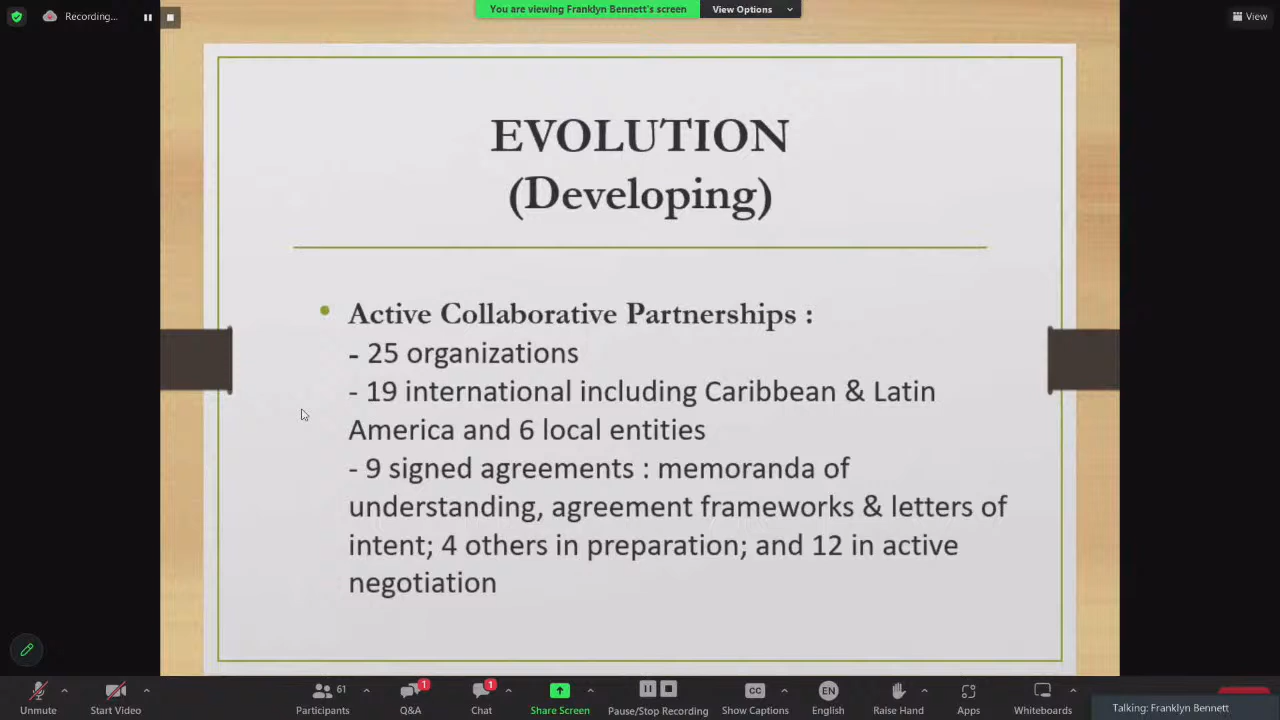 Recording...
You are viewing Franklyn Bennett's screen
View Options
View
EVOLUTION
(Developing)
Active Collaborative Partnerships :
- 25 organizations
- 19 international including Caribbean & Latin
America and 6 local entities
- 9 signed agreements : memoranda of
understanding, agreement frameworks & letters of
intent; 4 others in preparation; and 12 in active
negotiation
61
1
1
CC
EN
Unmute
Start Video
Participants
Q&A
Chat
Share Screen
Pause/Stop Recording
Show Captions
English
Raise Hand
Apps
Whiteboards
Talking: Franklyn Bennett